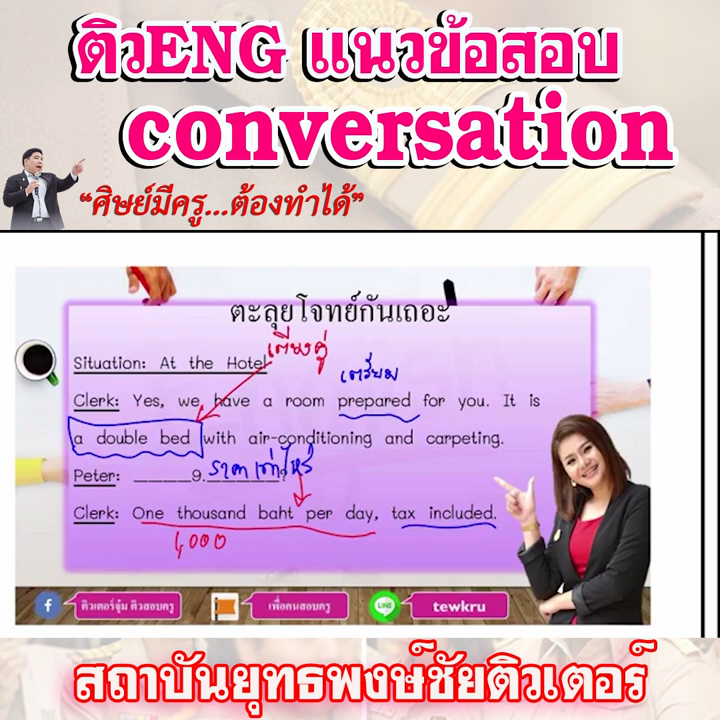 ติวENG แนวข้อสอบ
conversation
“ศิษย์มีครู...ต้องทำได้”
ตะลุยโจทย์กันเถอะ
เตียงคู่
Situation: At the Hotel
เตรียม
Clerk: Yes, we have a room prepared for you. It is
a double bed with air-conditioning and carpeting.
ราคาเท่าไหร่
Peter: ______9.________?
Clerk: One thousand baht per day, tax included.
1,000
ติวเตอร์จุ๋ม ติวสอบครู
เพื่อคนสอบครู
LINE
tewkru
สถาบันยุทธพงษ์ชัยติวเตอร์